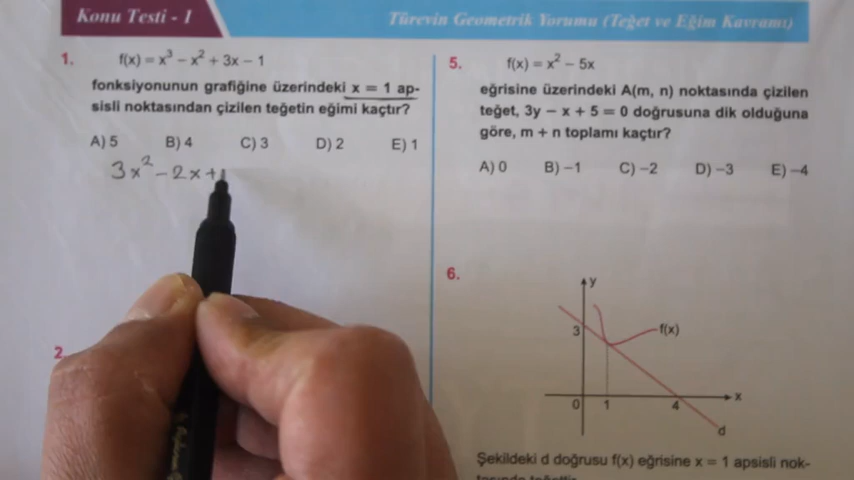 Konu Testi - 1
Türevin Geometrik Yorumu (Teğet ve Eğim Kavramı)
1. f(x) = x³ – x² + 3x – 1
fonksiyonunun grafiğine üzerindeki x = 1 ap-
sisli noktasından çizilen teğetin eğimi kaçtır?
A) 5 B) 4 C) 3 D) 2 E) 1
3x² - 2x +
2.
5. f(x) = x² – 5x
eğrisine üzerindeki A(m, n) noktasında çizilen
teğet, 3y – x + 5 = 0 doğrusuna dik olduğuna
göre, m + n toplamı kaçtır?
A) 0 B) –1 C) –2 D) –3 E) –4
6.
y
3
f(x)
0 1 4 x
d
Şekildeki d doğrusu f(x) eğrisine x = 1 apsisli nok-